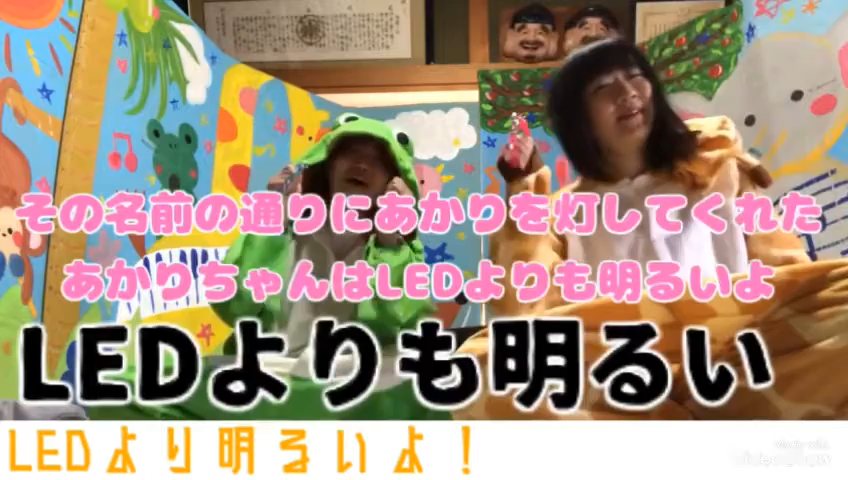 その名前の通りにあかりを灯してくれた
あかりちゃんはLEDよりも明るいよ
LEDよりも明るい
LEDより明るいよ！